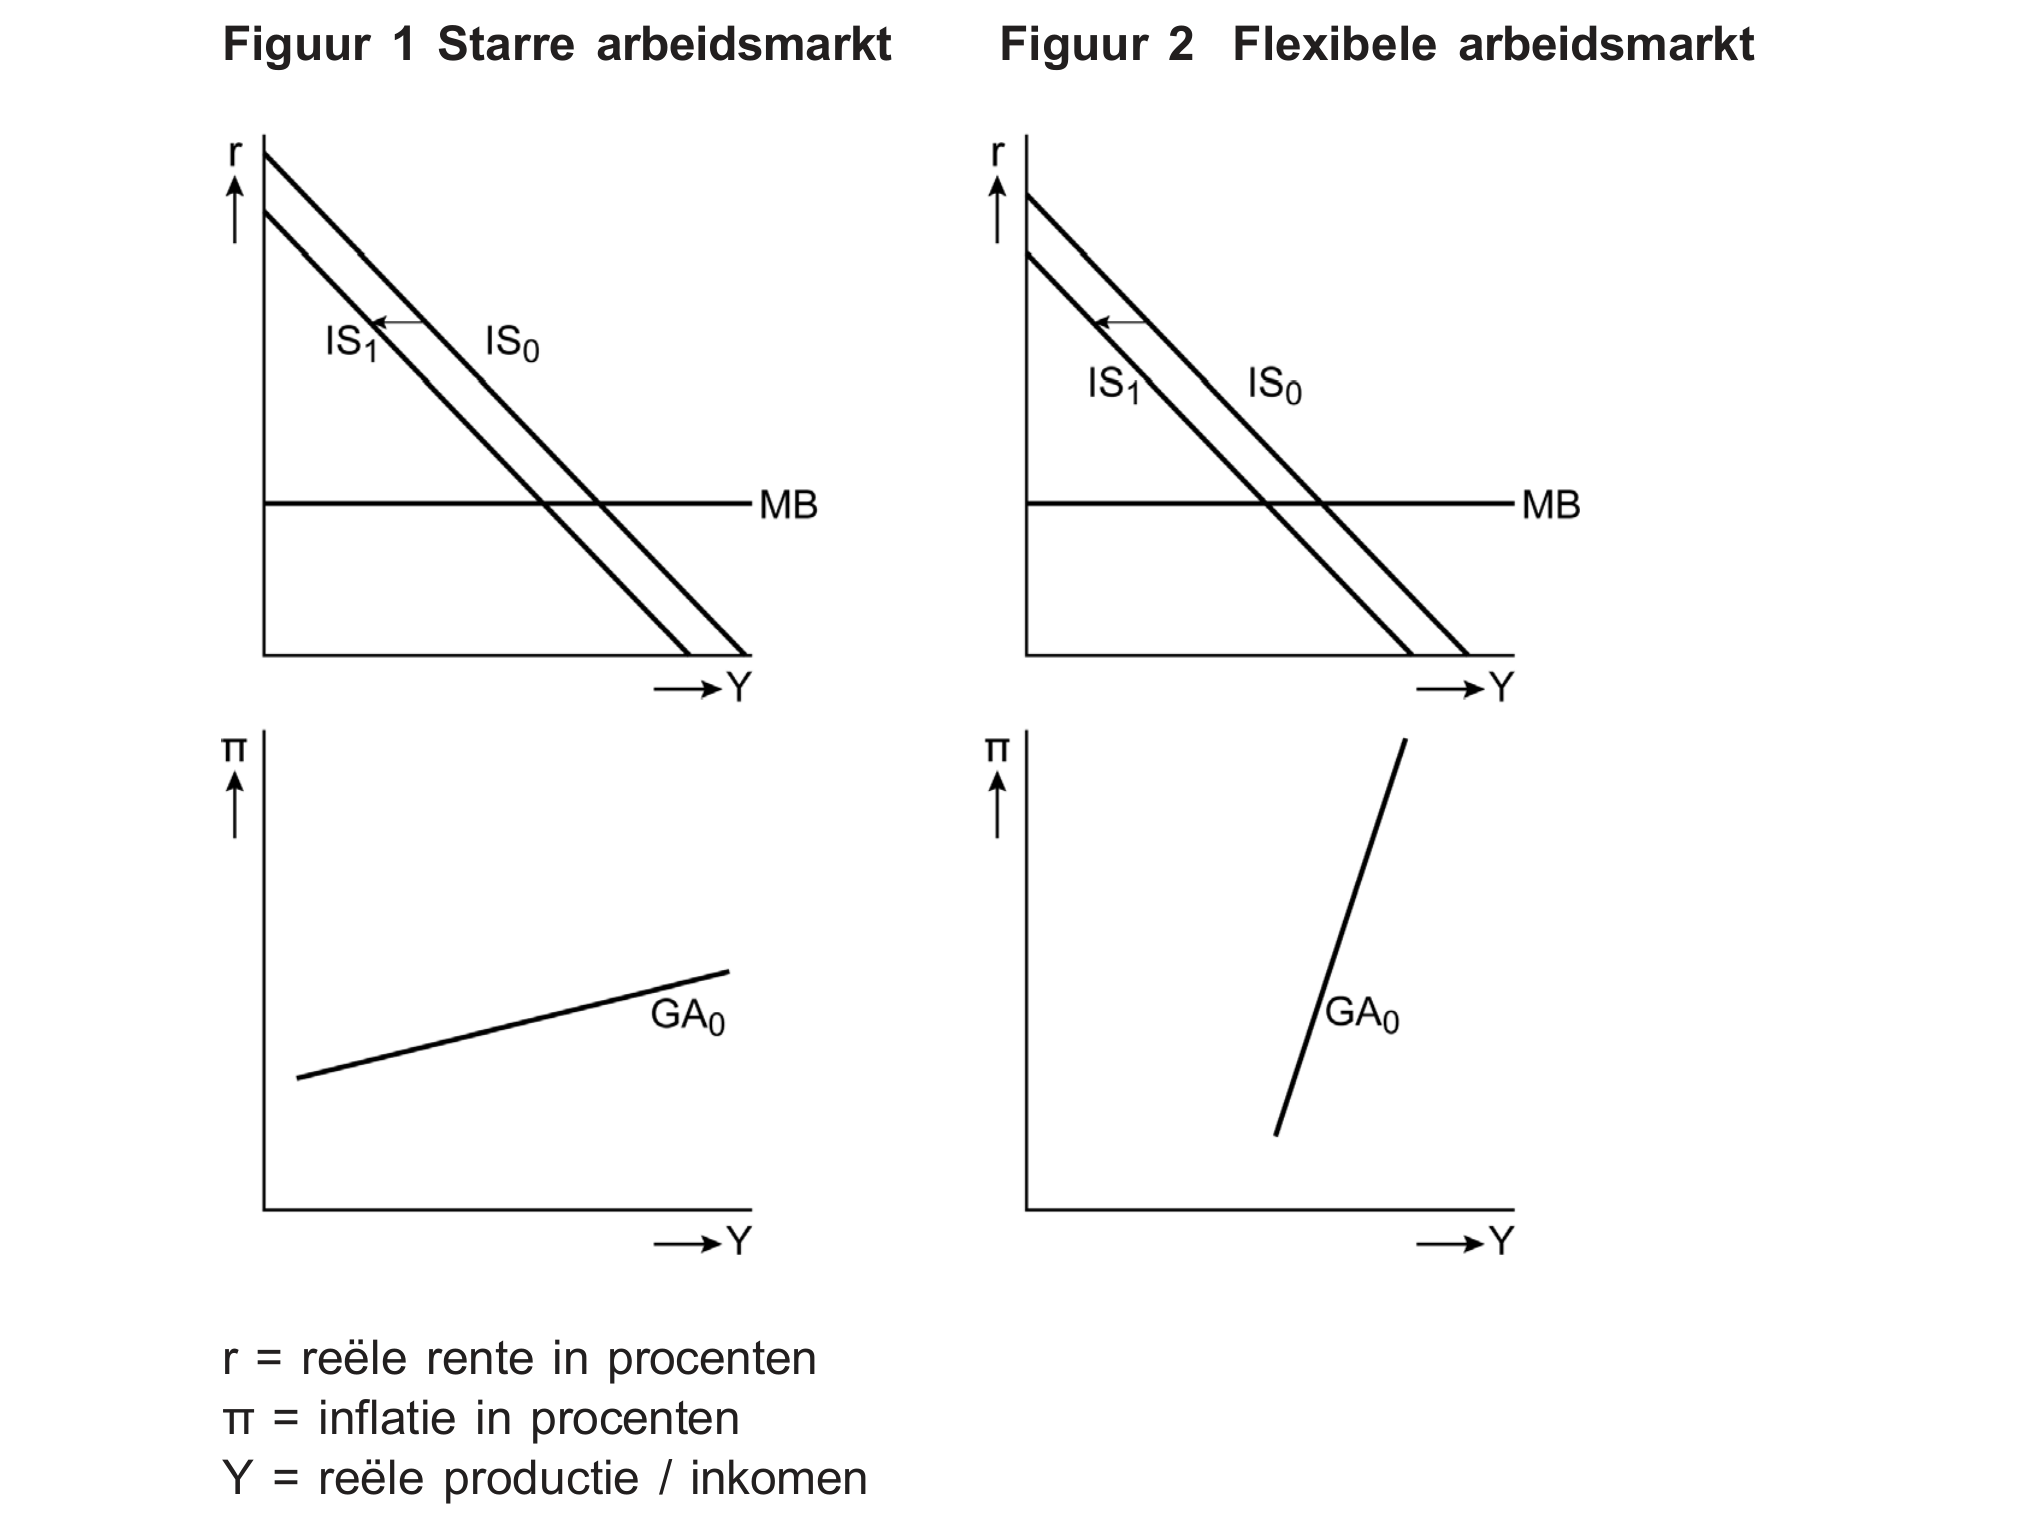 Figuur 1 Starre arbeidsmarkt
Figuur 2 Flexibele arbeidsmarkt
r
IS₁
IS₀
MB
Y
r
IS₁
IS₀
MB
Y
π
GA₀
Y
π
GA₀
Y
r = reële rente in procenten
π = inflatie in procenten
Y = reële productie / inkomen